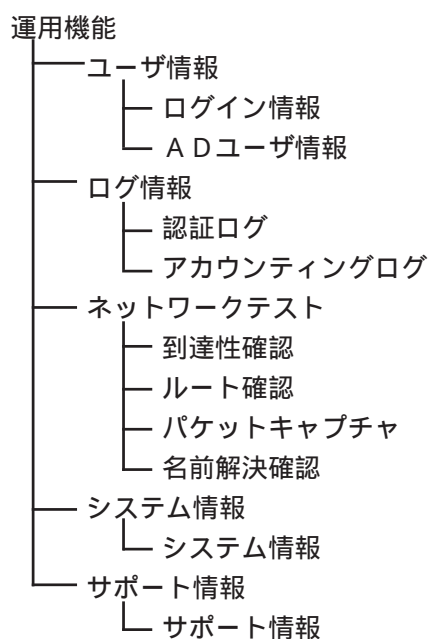 運用機能
ユーザ情報
ログイン情報
ＡＤユーザ情報
ログ情報
認証ログ
アカウンティングログ
ネットワークテスト
到達性確認
ルート確認
パケットキャプチャ
名前解決確認
システム情報
システム情報
サポート情報
サポート情報